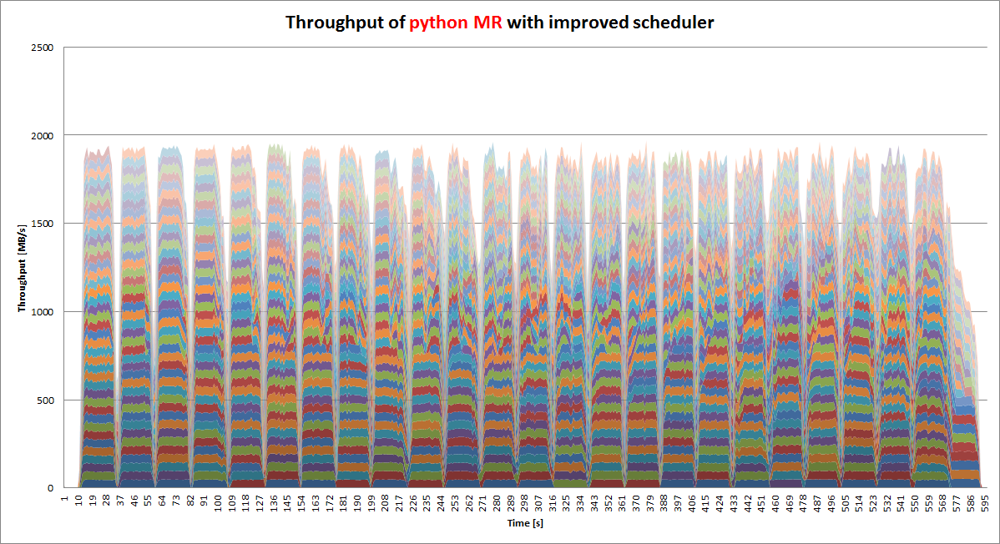 Throughput of python MR with improved scheduler
2500
2000
1500
1000
500
0
Throughput [MB/s]
1 10 19 28 37 46 55 64 73 82 91 100 109 118 127 136 145 154 163 172 181 190 199 208 217 226 235 244 253 262 271 280 289 298 307 316 325 334 343 352 361 370 379 388 397 406 415 424 433 442 451 460 469 478 487 496 505 514 523 532 541 550 559 568 577 586 595
Time [s]